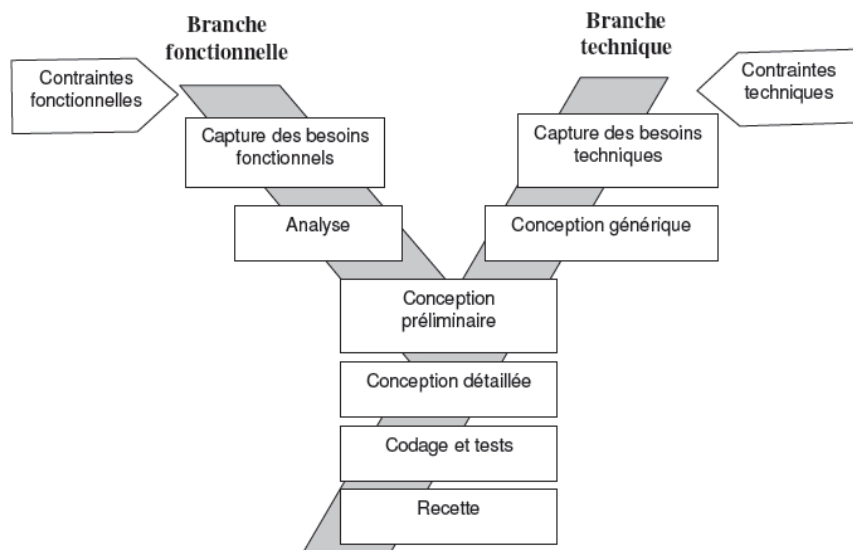 Branche
fonctionnelle
Branche
technique
Contraintes
fonctionnelles
Contraintes
techniques
Capture des besoins
fonctionnels
Capture des besoins
techniques
Analyse
Conception générique
Conception
préliminaire
Conception détaillée
Codage et tests
Recette